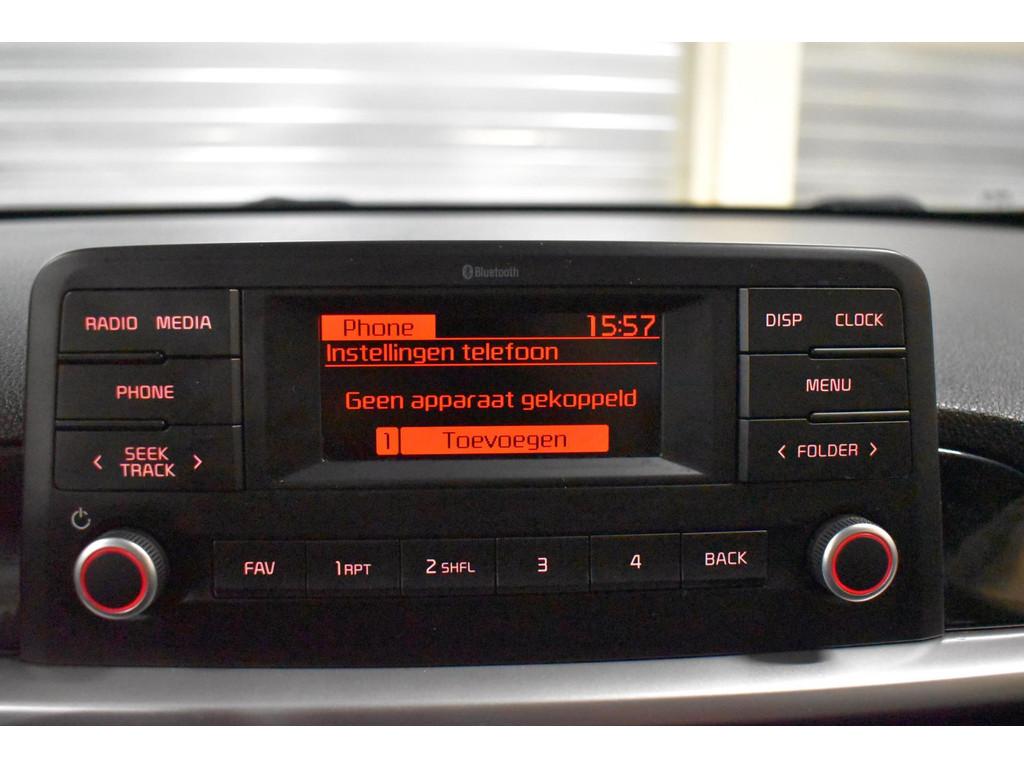 Bluetooth
RADIO MEDIA
PHONE
< SEEK TRACK >
Phone 15:57
Instellingen telefoon
Geen apparaat gekoppeld
1 Toevoegen
DISP CLOCK
MENU
< FOLDER >
FAV 1 RPT 2 SHFL 3 4 BACK